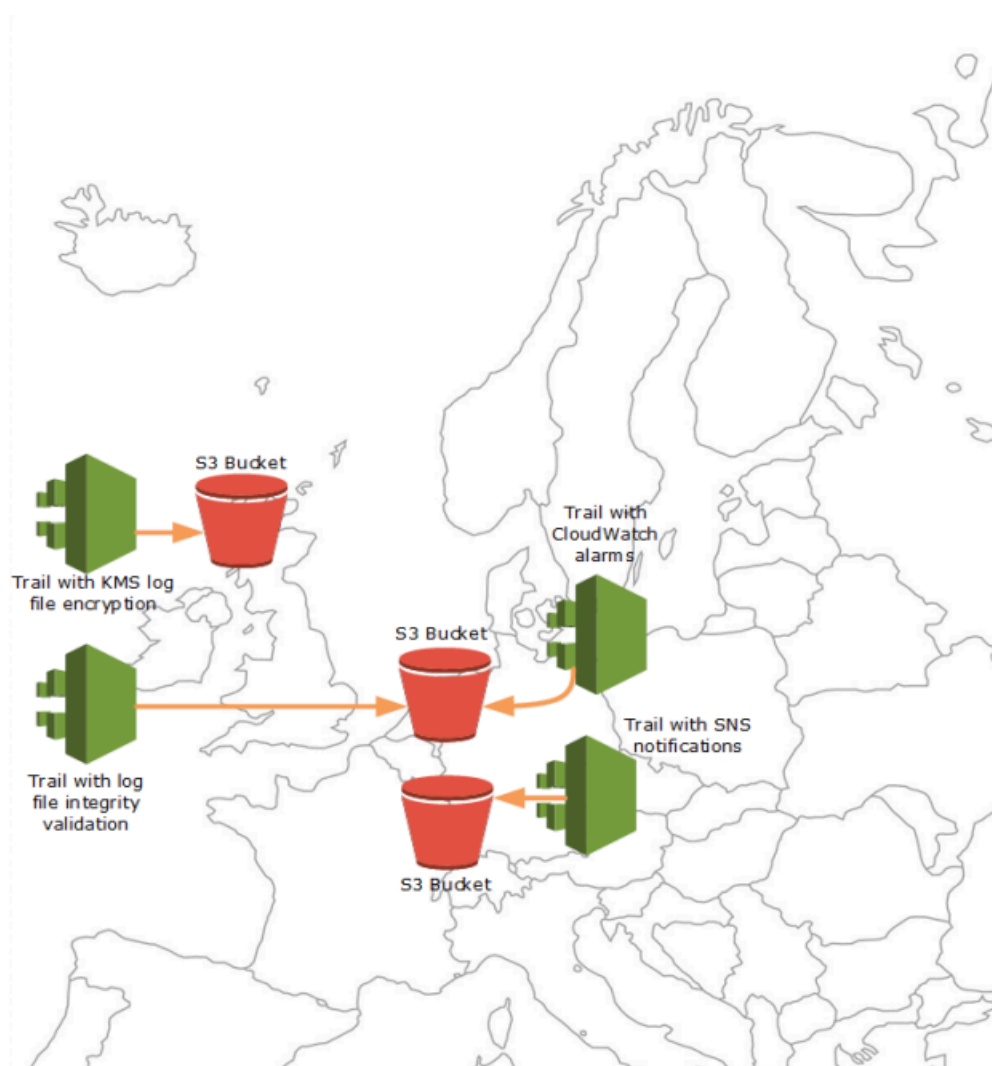 S3 Bucket
Trail with KMS log
file encryption
Trail with
CloudWatch
alarms
S3 Bucket
Trail with SNS
notifications
Trail with log
file integrity
validation
S3 Bucket